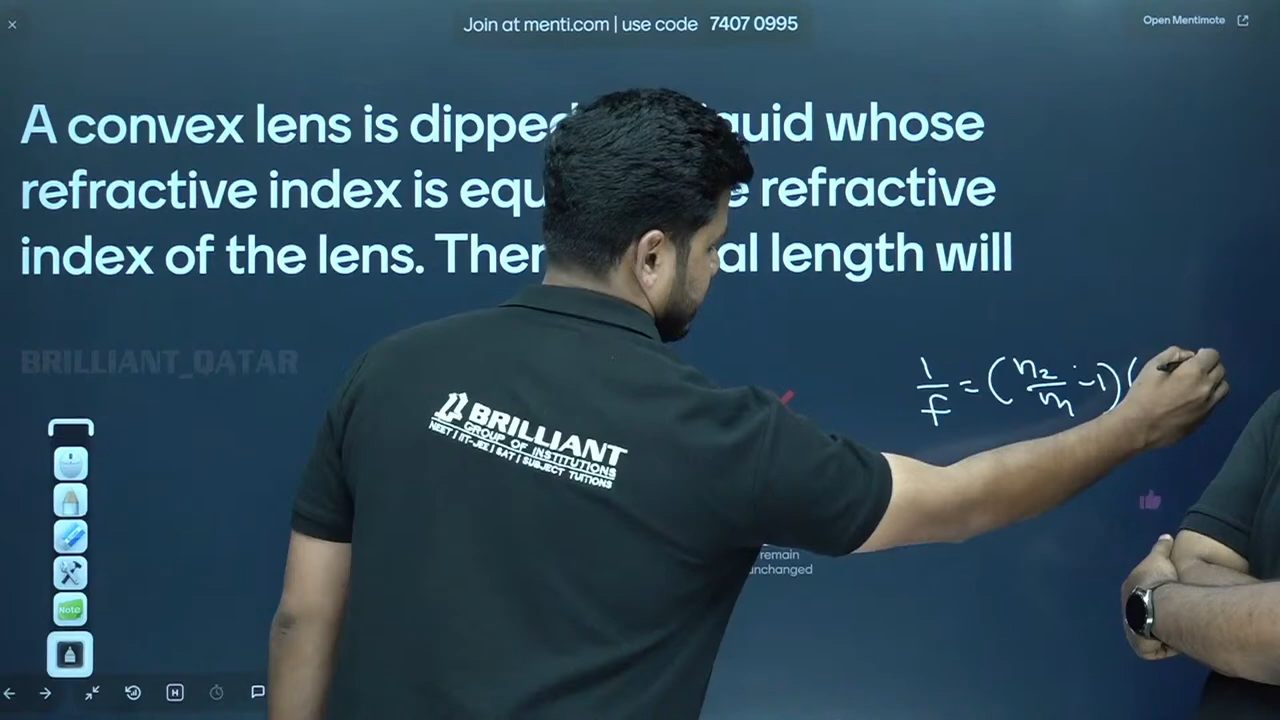 Join at menti.com | use code 7407 0995
Open Mentimote
A convex lens is dipped quid whose
refractive index is equ refractive
index of the lens. Then al length will
BRILLIANT_QATAR
1/f = (n2/n1 - 1)(
BRILLIANT
GROUP OF INSTITUTIONS
NEET | IIT-JEE | SAT | SUBJECT TUITIONS
remain
unchanged
Note
H